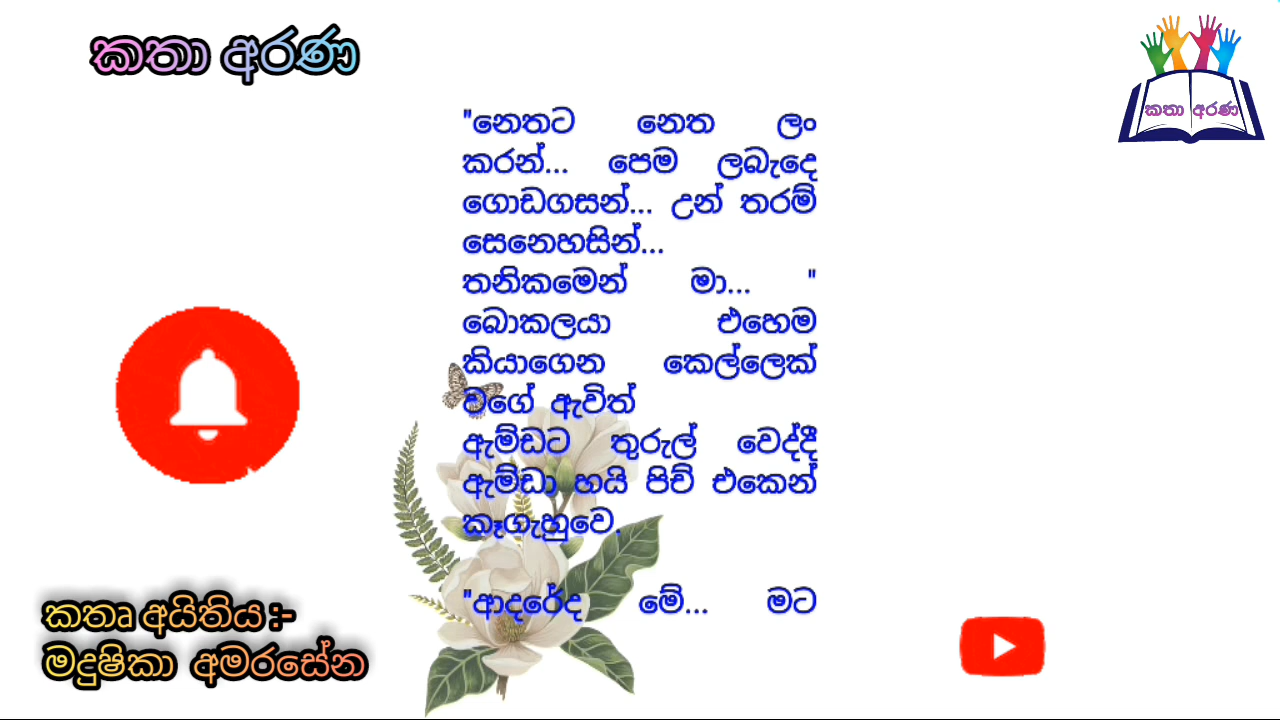 කතා අරණ
කතා අරණ
"නෙතට නෙත ලං
කරන්... පෙම ලබැදෙ
ගොඩගසන්... උන් තරම්
සෙනෙහසින්...
තනිකමෙන් මා... "
බොකලයා එහෙම
කියාගෙන කෙල්ලෙක්
වගේ ඇවිත්
ඇම්ඩට තුරුල් වෙද්දී
ඇම්ඩා හයි පිච් එකෙන්
කෑගැහුවෙ.
"ආදරේද මේ... මට
කතෘ අයිතිය :-
මදුෂිකා අමරසේන